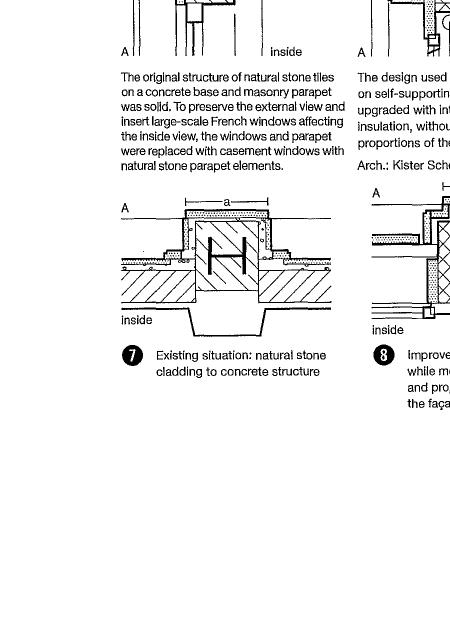 A
inside
The original structure of natural stone tiles
on a concrete base and masonry parapet
was solid. To preserve the external view and
insert large-scale French windows affecting
the inside view, the windows and parapet
were replaced with casement windows with
natural stone parapet elements.
A
a
inside
7 Existing situation: natural stone
cladding to concrete structure
A
The design used
on self-supportin
upgraded with int
insulation, withou
proportions of the
Arch.: Kister Sche
A
inside
8 Improve
while m
and pro
the faça